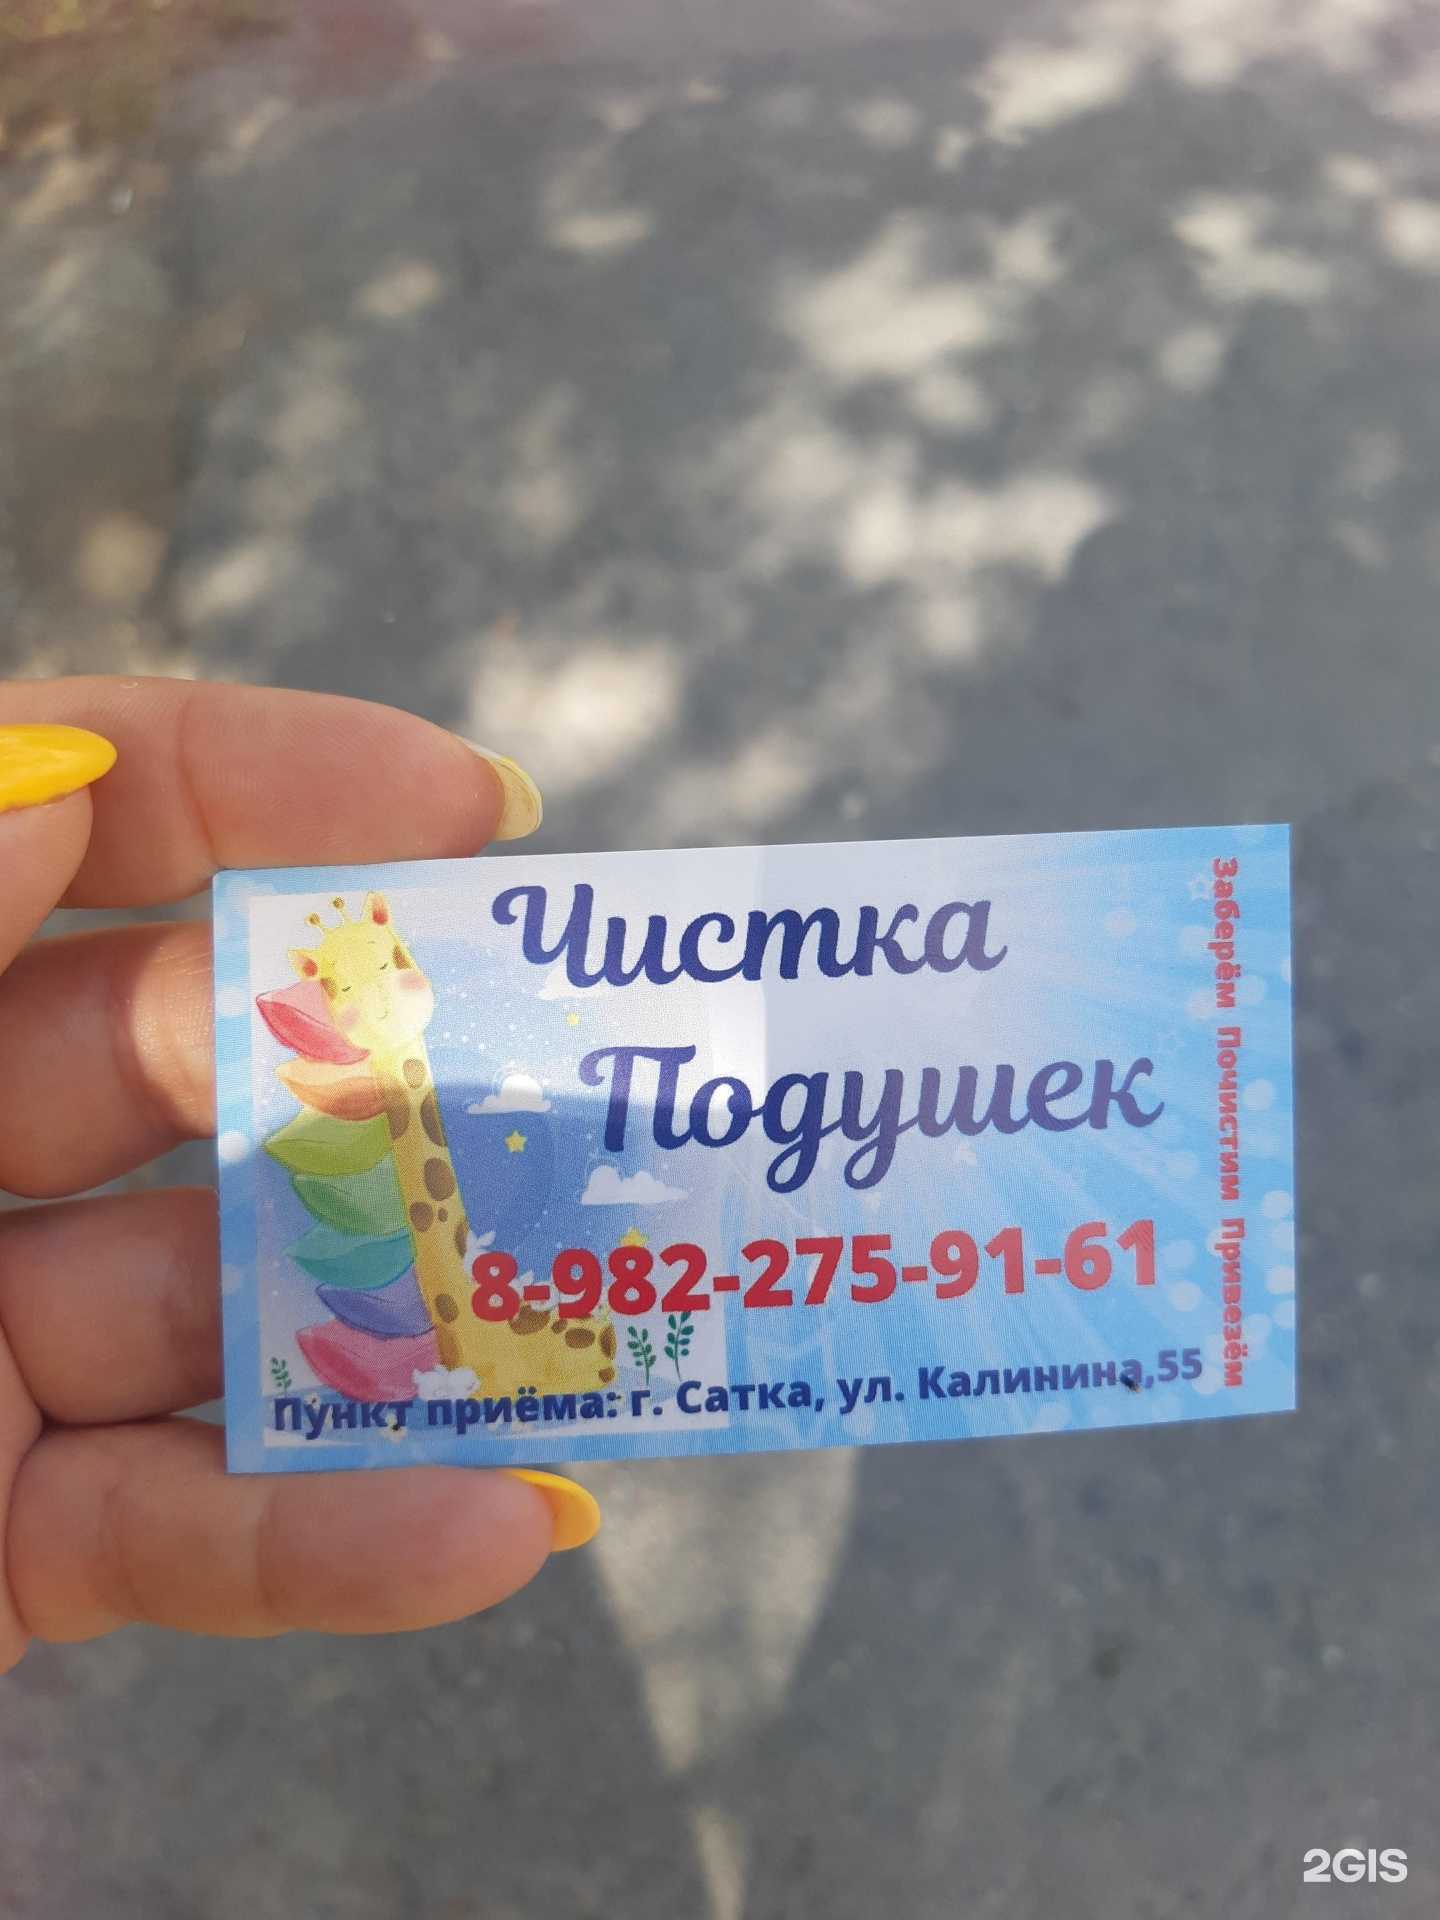 Чистка
Подушек
8-982-275-91-61
Пункт приёма: г. Сатка, ул. Калинина,55
Заберём Почистим Привезём
2GIS